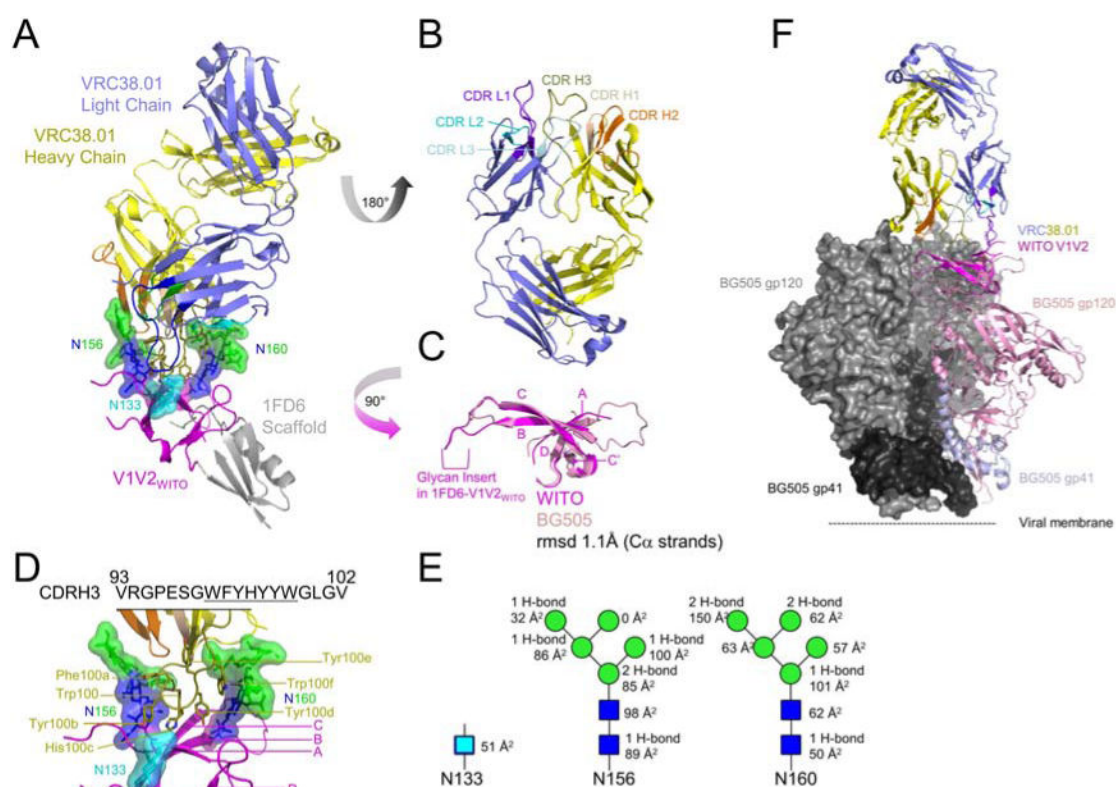 A
VRC38.01
Light Chain
VRC38.01
Heavy Chain
N156
N160
N133
1FD6
Scaffold
V1V2WITO
180°
90°
B
CDR H3
CDR L1
CDR H1
CDR L2
CDR H2
CDR L3
C
C
A
B
D
C'
Glycan Insert
in 1FD6-V1V2WITO
WITO
BG505
rmsd 1.1Å (Cα strands)
F
VRC38.01
WITO V1V2
BG505 gp120
BG505 gp120
BG505 gp41
BG505 gp41
Viral membrane
D
93 102
CDRH3 VRGPESGWFYHYYWGLGV
Tyr100e
Phe100a
Trp100
Trp100f
N156
N160
Tyr100b
Tyr100d
His100c
C
B
A
N133
E
1 H-bond
32 Å²
0 Å²
1 H-bond
86 Å²
1 H-bond
100 Å²
2 H-bond
85 Å²
98 Å²
1 H-bond
89 Å²
51 Å²
N133
N156
2 H-bond
150 Å²
2 H-bond
62 Å²
63 Å²
57 Å²
1 H-bond
101 Å²
62 Å²
1 H-bond
50 Å²
N160